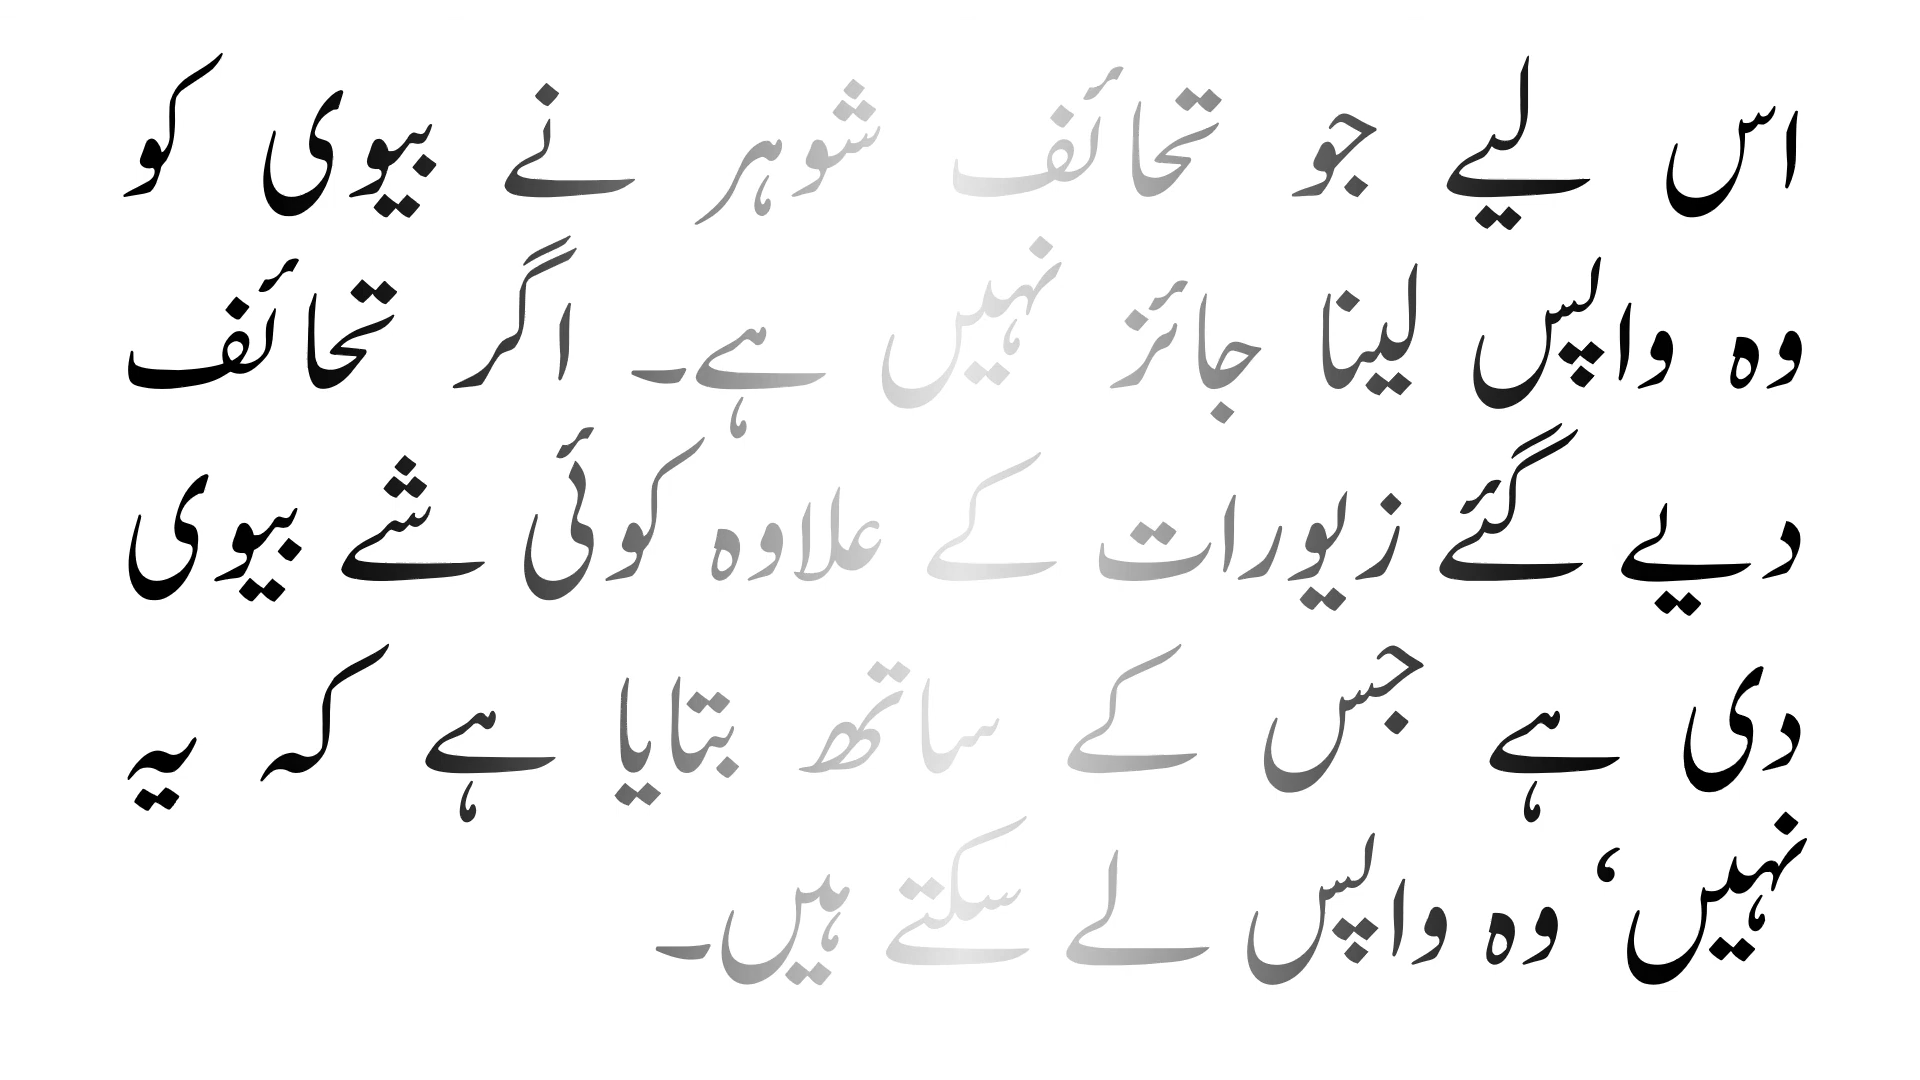 اس لیے جو تحائف شوہر نے بیوی کو
وہ واپس لینا جائز نہیں ہے۔ اگر تحائف
دیے گئے زیورات کے علاوہ کوئی شے بیوی
دی ہے جس کے ساتھ بتایا ہے کہ یہ
نہیں‘ وہ واپس لے سکتے ہیں۔